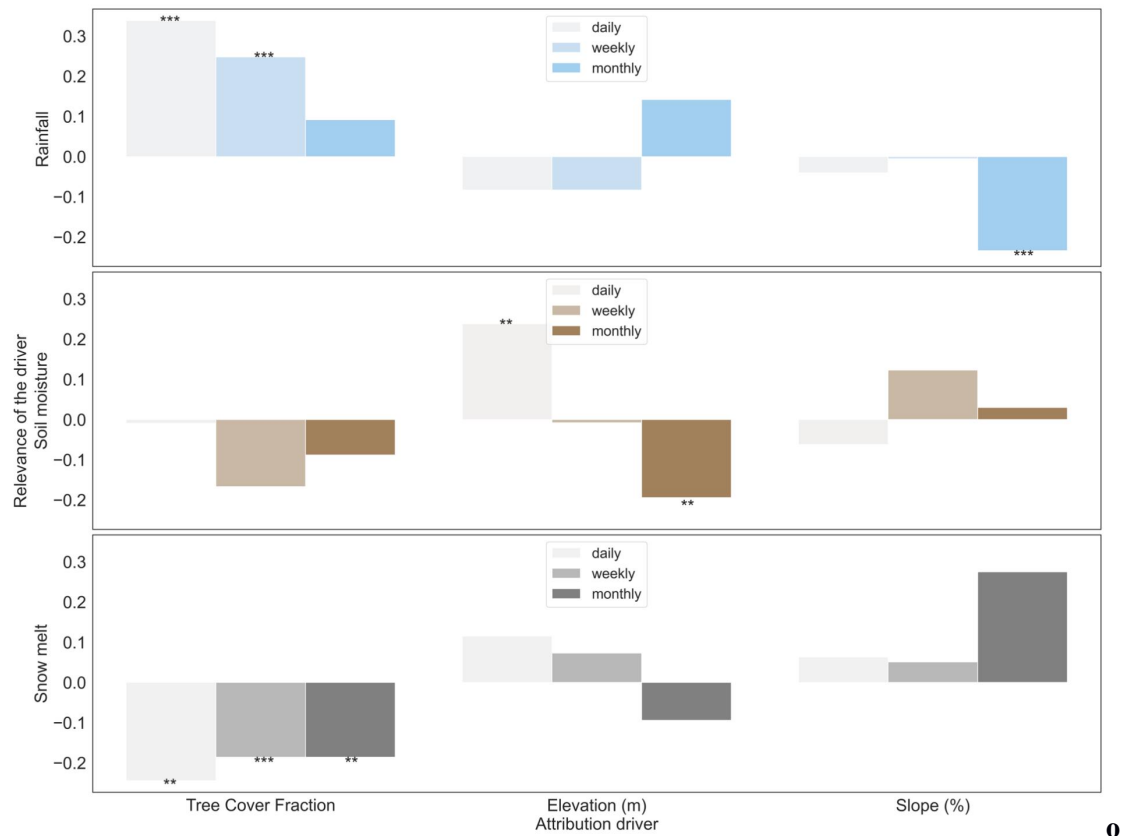 ***
***
***
daily
weekly
monthly
0.3
0.2
0.1
0.0
−0.1
−0.2
Rainfall
**
**
daily
weekly
monthly
0.3
0.2
0.1
0.0
−0.1
−0.2
Relevance of the driver
Soil moisture
daily
weekly
monthly
0.3
0.2
0.1
0.0
−0.1
−0.2
Snow melt
**
***
**
Tree Cover Fraction
Elevation (m)
Slope (%)
Attribution driver
o